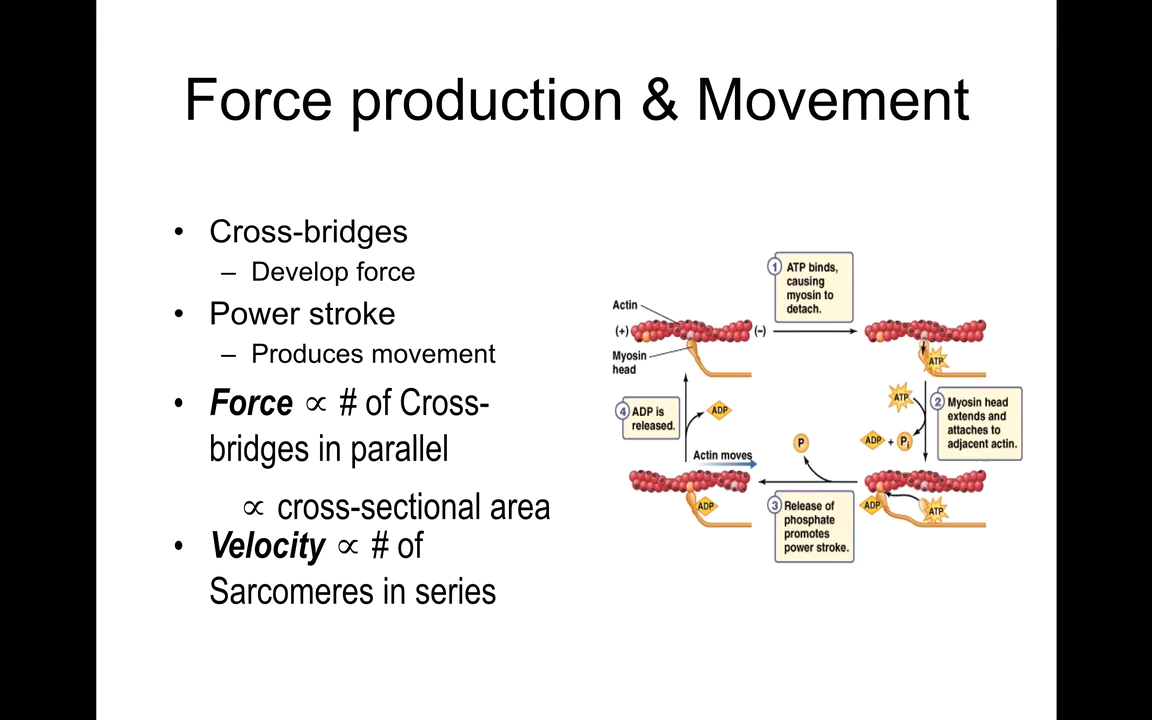 Force production & Movement
• Cross-bridges
– Develop force
• Power stroke
– Produces movement
• Force ∝ # of Cross-
bridges in parallel
∝ cross-sectional area
• Velocity ∝ # of
Sarcomeres in series
1 ATP binds,
causing
myosin to
detach.
Actin
(+)
(–)
Myosin
head
ATP
ATP
2 Myosin head
extends and
attaches to
adjacent actin.
ADP + Pi
4 ADP is
released.
ADP
P
Actin moves
ADP
3 Release of
phosphate
promotes
power stroke.
ADP
ATP